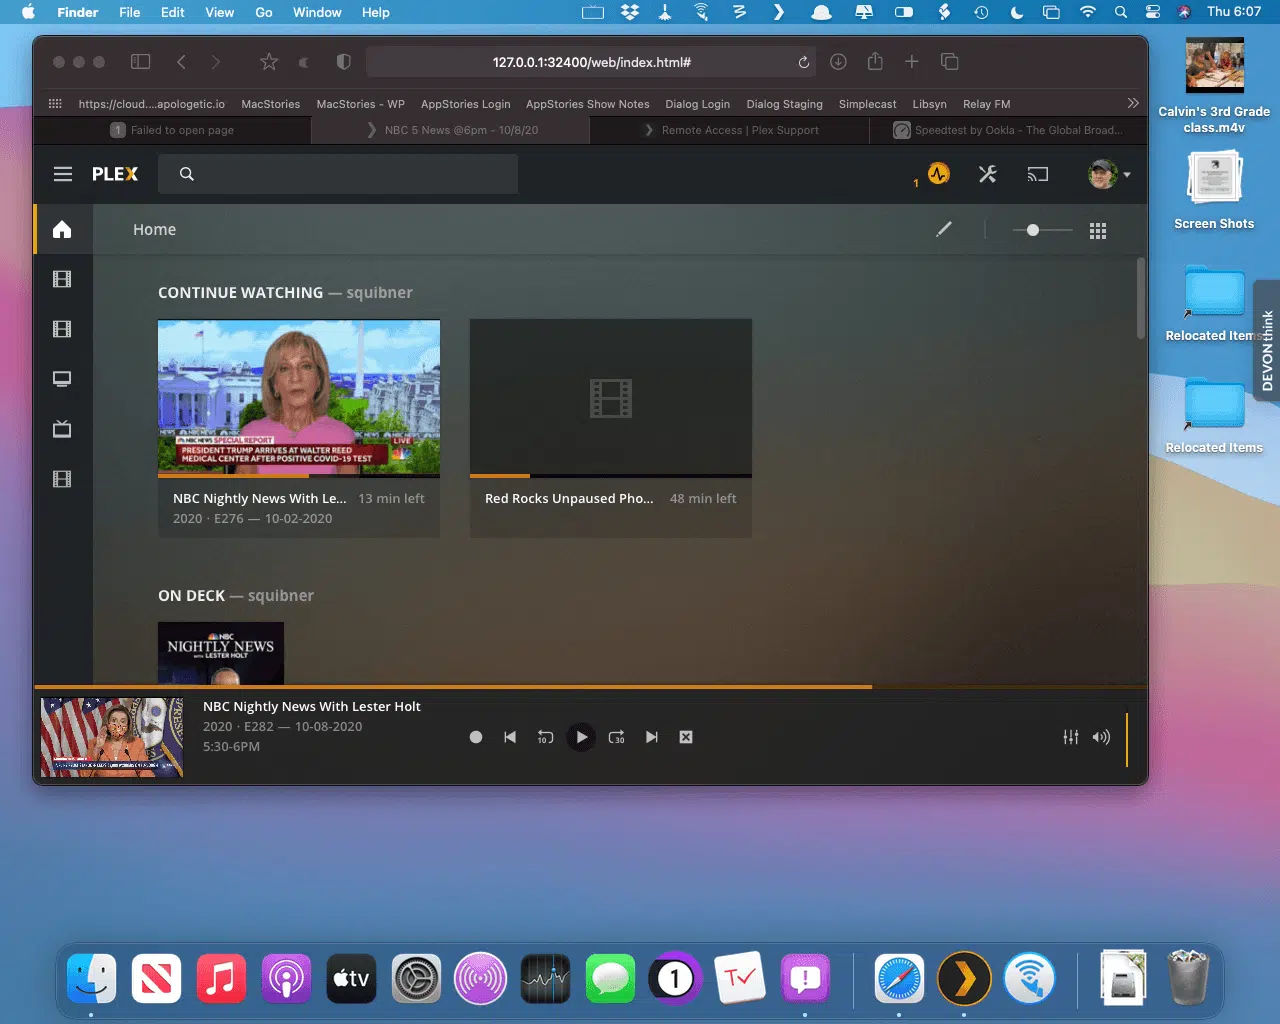 Finder File Edit View Go Window Help Thu 6:07
127.0.0.1:32400/web/index.html#
https://cloud....apologetic.io MacStories MacStories - WP AppStories Login AppStories Show Notes Dialog Login Dialog Staging Simplecast Libsyn Relay FM
1 Failed to open page NBC 5 News @6pm - 10/8/20 Remote Access | Plex Support Speedtest by Ookla - The Global Broad...
PLEX
1
Home
CONTINUE WATCHING — squibner
NBC NEWS SPECIAL REPORT
LIVE
PRESIDENT TRUMP ARRIVES AT WALTER REED
MEDICAL CENTER AFTER POSITIVE COVID-19 TEST
NBC Nightly News With Le... 13 min left
2020 · E276 — 10-02-2020
Red Rocks Unpaused Pho... 48 min left
ON DECK — squibner
NBC
NIGHTLY NEWS
WITH LESTER HOLT
NBC Nightly News With Lester Holt
2020 · E282 — 10-08-2020
5:30-6PM
10
30
Calvin's 3rd Grade
class.m4v
Screen Shots
Relocated Items
DEVONthink
Relocated Items
tv
1